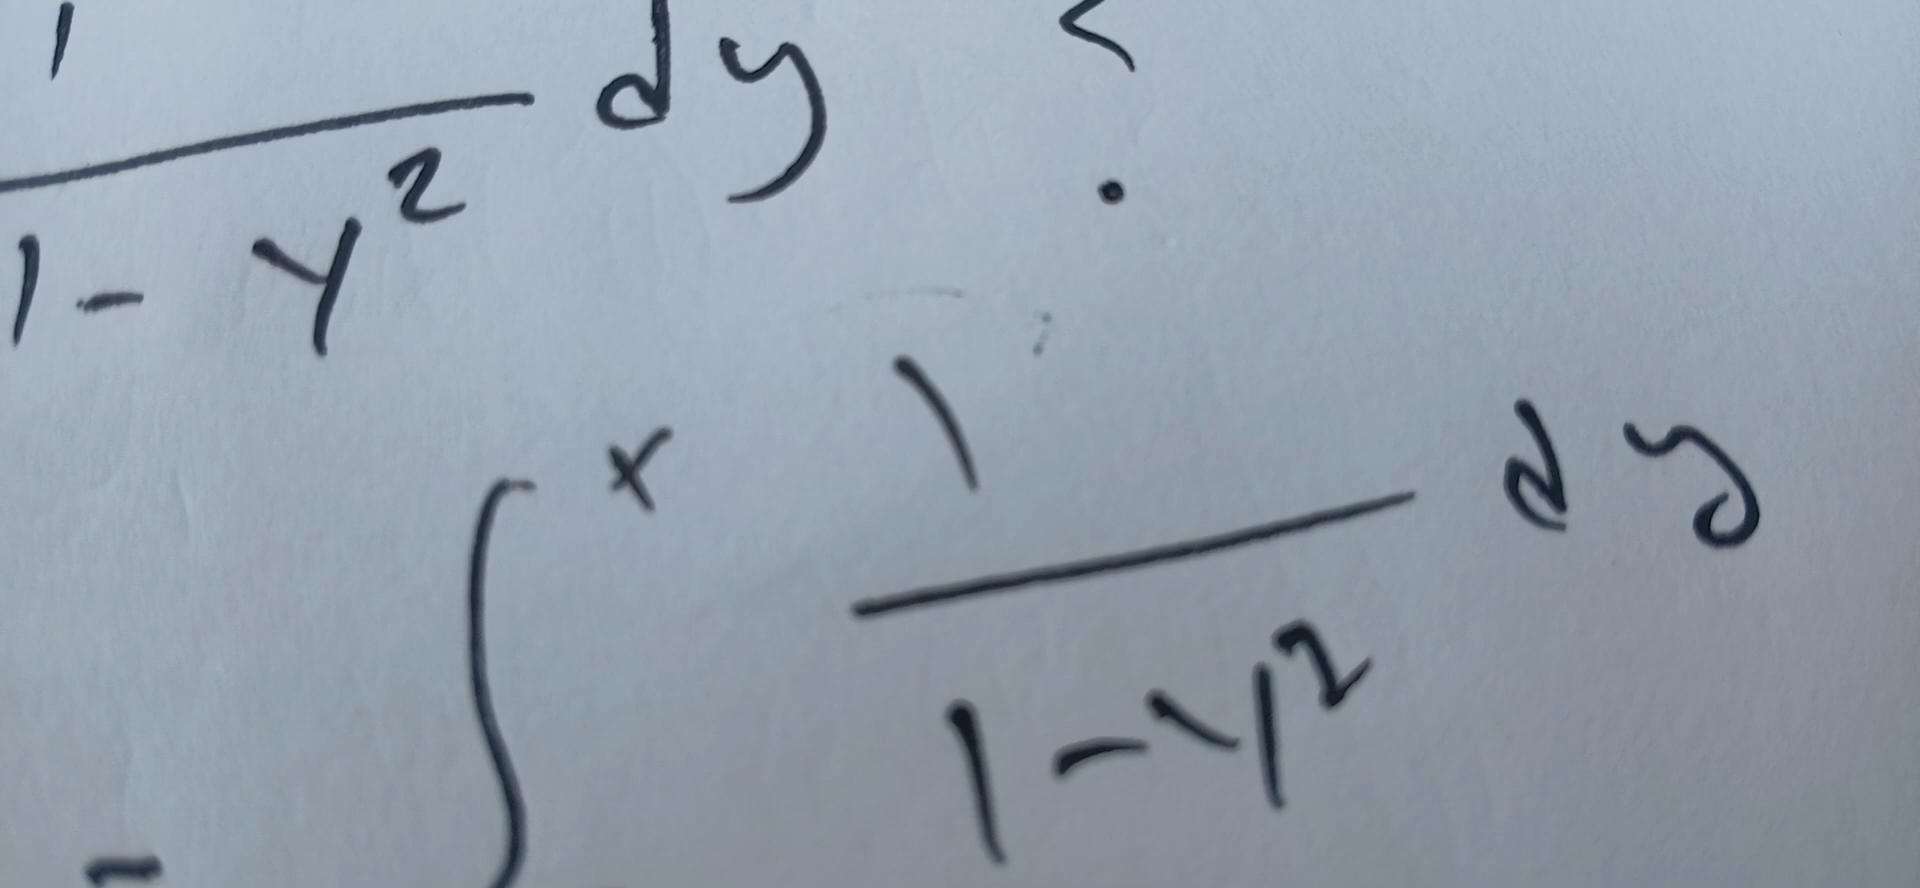 1/(1 - y²) dy <
- ∫^x 1/(1 - y²) dy